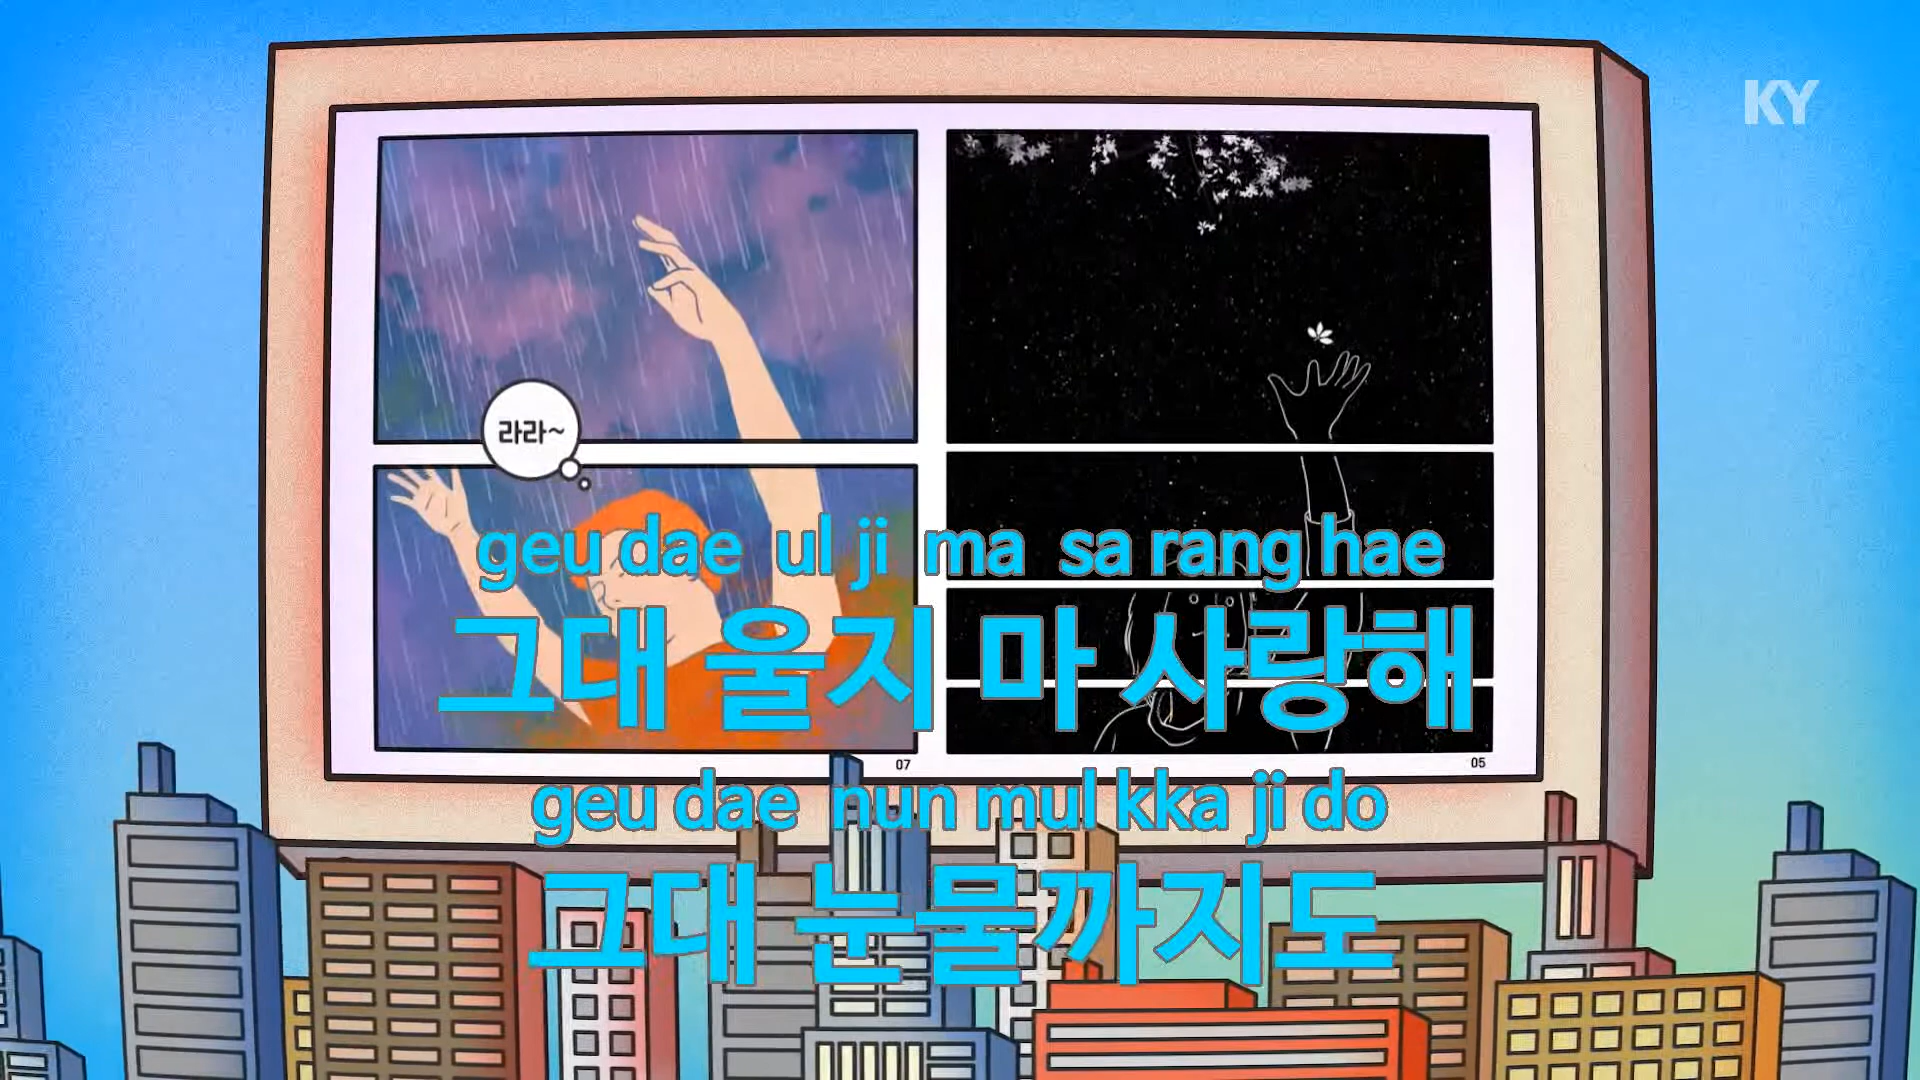 KY
라라~
geu dae ul ji ma sa rang hae
그대 울지 마 사랑해
07
05
geu dae nun mul kka ji do
그대 눈물까지도